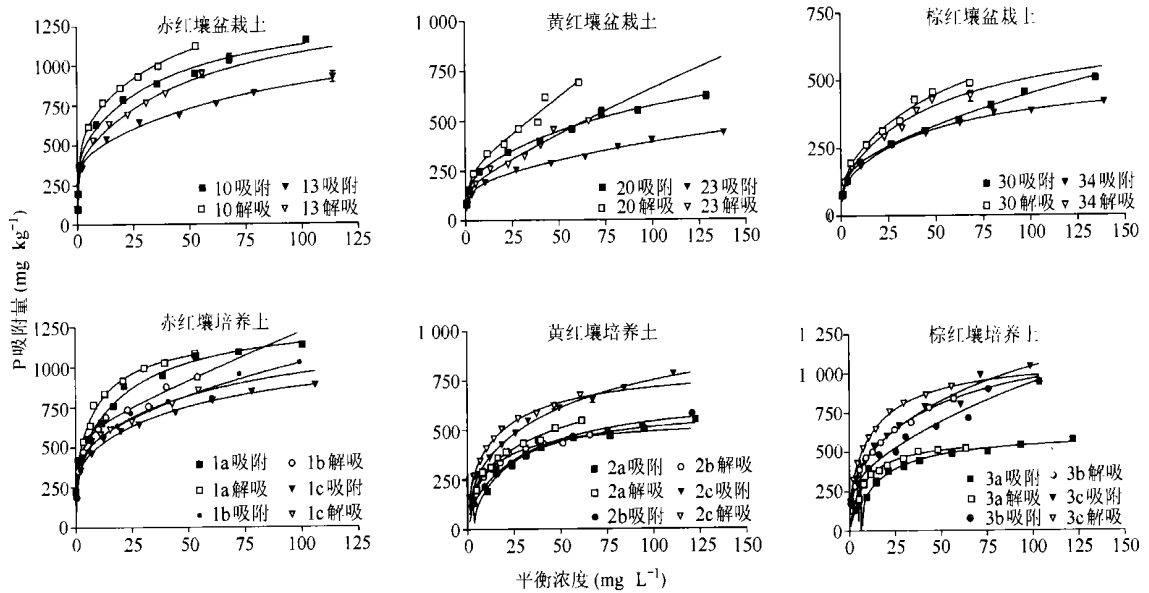 赤红壤盆栽土
1250
1000
750
500
250
0
0 25 50 75 100 125
10吸附 13吸附
10解吸 13解吸
黄红壤盆栽土
1 000
750
500
250
0
0 25 50 75 100 125 150
20吸附 23吸附
20解吸 23解吸
棕红壤盆栽土
750
500
250
0
0 25 50 75 100 125 150
30吸附 34吸附
30解吸 34解吸
P吸附量(mg kg⁻¹)
赤红壤培养土
1250
1000
750
500
250
0
0 25 50 75 100 125
1a吸附 1b解吸
1a解吸 1c吸附
1b吸附 1c解吸
黄红壤培养土
1 000
750
500
250
0
0 25 50 75 100 125 150
2a吸附 2b解吸
2a解吸 2c吸附
2b吸附 2c解吸
棕红壤培养土
1 250
1 000
750
500
250
0
0 25 50 75 100 125 150
3a吸附 3b解吸
3a解吸 3c吸附
3b吸附 3c解吸
平衡浓度(mg L⁻¹)